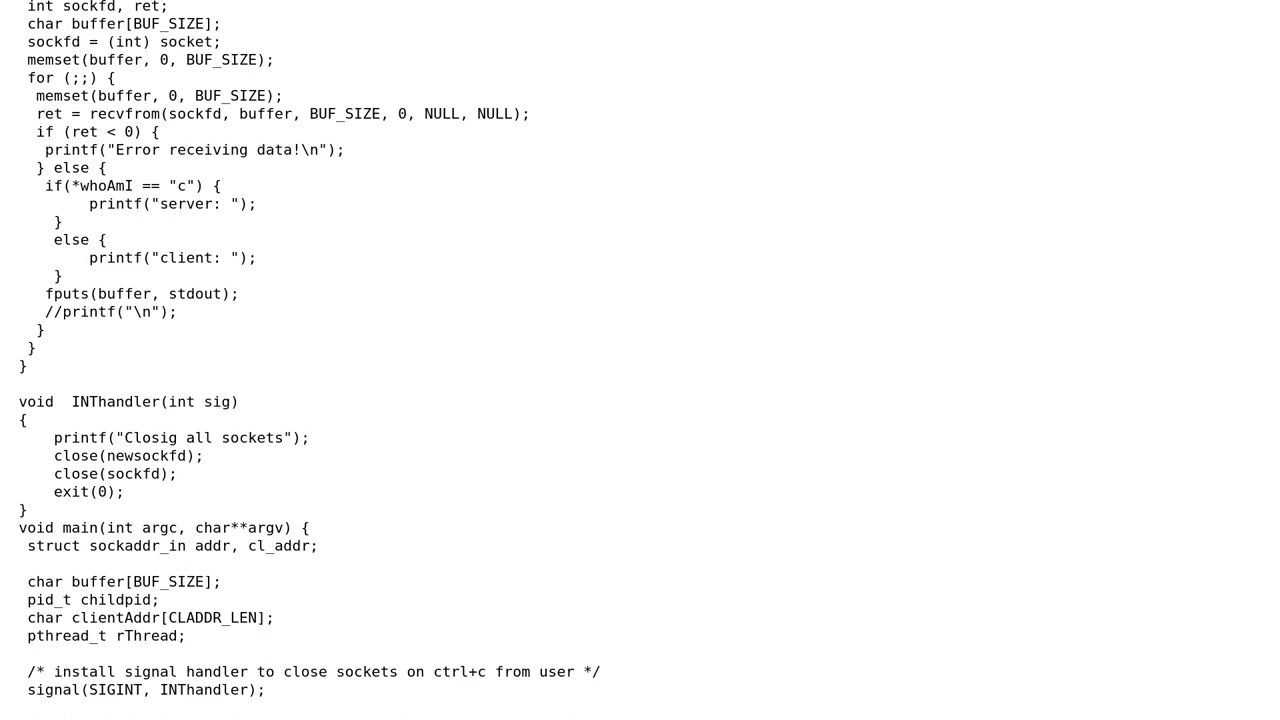 int sockfd, ret;
char buffer[BUF_SIZE];
sockfd = (int) socket;
memset(buffer, 0, BUF_SIZE);
for (;;) {
memset(buffer, 0, BUF_SIZE);
ret = recvfrom(sockfd, buffer, BUF_SIZE, 0, NULL, NULL);
if (ret < 0) {
printf("Error receiving data!\n");
} else {
if(*whoAmI == "c") {
printf("server: ");
}
else {
printf("client: ");
}
fputs(buffer, stdout);
//printf("\n");
}
}
}
void  INThandler(int sig)
{
printf("Closig all sockets");
close(newsockfd);
close(sockfd);
exit(0);
}
void main(int argc, char**argv) {
struct sockaddr_in addr, cl_addr;
char buffer[BUF_SIZE];
pid_t childpid;
char clientAddr[CLADDR_LEN];
pthread_t rThread;
/* install signal handler to close sockets on ctrl+c from user */
signal(SIGINT, INThandler);